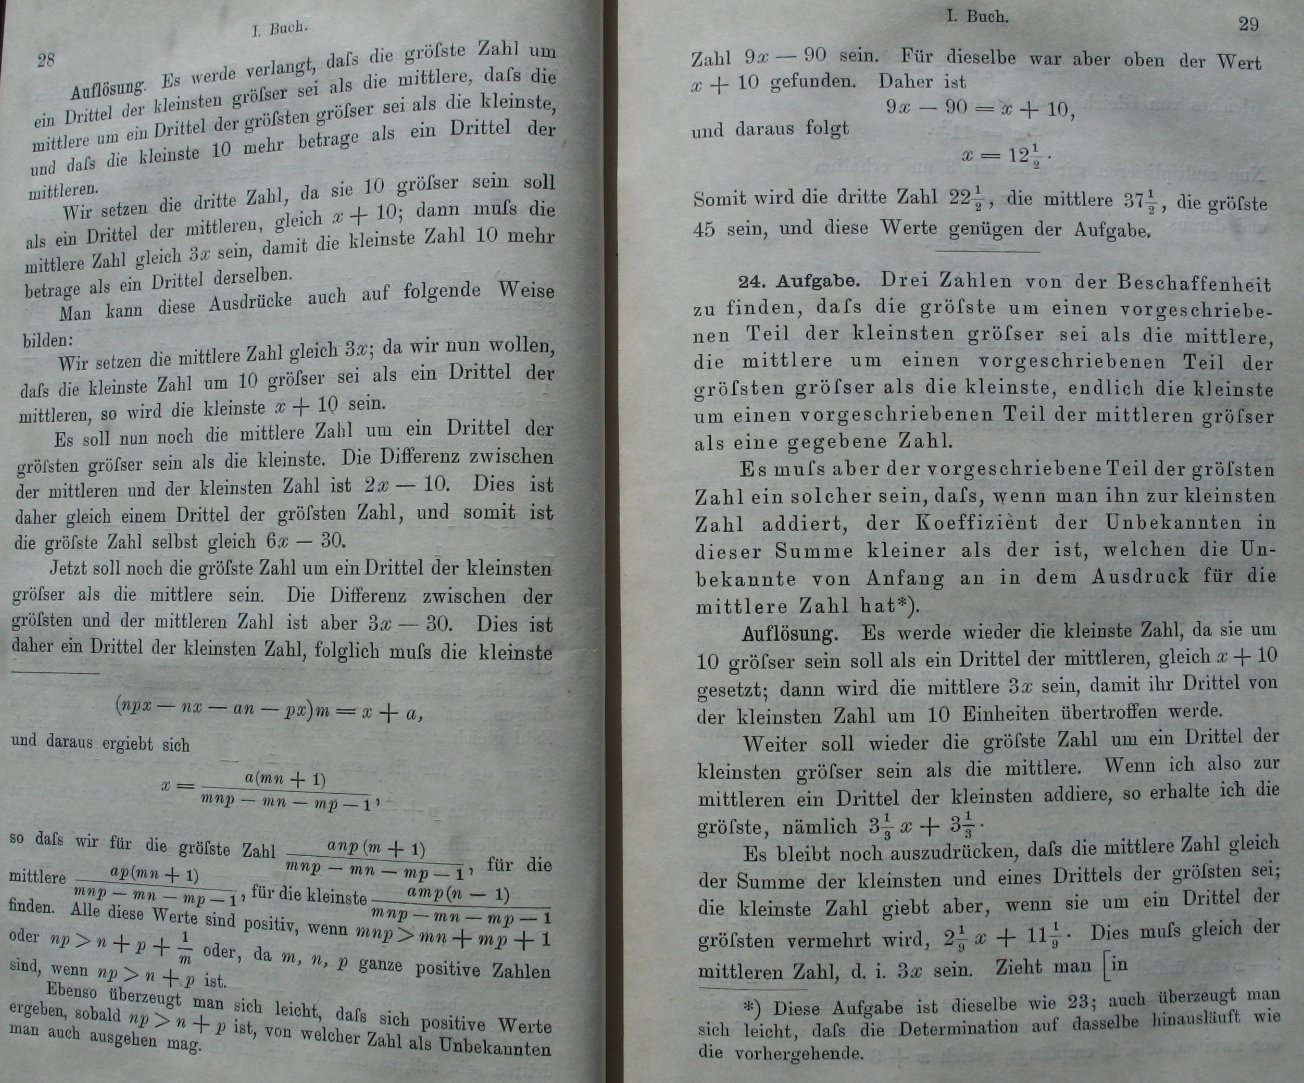 28
I. Buch.
Auflösung. Es werde verlangt, daſs die gröſste Zahl um
ein Drittel der kleinsten gröſser sei als die mittlere, daſs die
mittlere um ein Drittel der gröſsten gröſser sei als die kleinste,
und daſs die kleinste 10 mehr betrage als ein Drittel der
mittleren.
Wir setzen die dritte Zahl, da sie 10 gröſser sein soll
als ein Drittel der mittleren, gleich x + 10; dann muſs die
mittlere Zahl gleich 3x sein, damit die kleinste Zahl 10 mehr
betrage als ein Drittel derselben.
Man kann diese Ausdrücke auch auf folgende Weise
bilden:
Wir setzen die mittlere Zahl gleich 3x; da wir nun wollen,
daſs die kleinste Zahl um 10 gröſser sei als ein Drittel der
mittleren, so wird die kleinste x + 10 sein.
Es soll nun noch die mittlere Zahl um ein Drittel der
gröſsten gröſser sein als die kleinste. Die Differenz zwischen
der mittleren und der kleinsten Zahl ist 2x — 10. Dies ist
daher gleich einem Drittel der gröſsten Zahl, und somit ist
die gröſste Zahl selbst gleich 6x — 30.
Jetzt soll noch die gröſste Zahl um ein Drittel der kleinsten
gröſser als die mittlere sein. Die Differenz zwischen der
gröſsten und der mittleren Zahl ist aber 3x — 30. Dies ist
daher ein Drittel der kleinsten Zahl, folglich muſs die kleinste
(npx — nx — an — px)m = x + a,
und daraus ergiebt sich
x = a(mn + 1) / (mnp — mn — mp — 1),
so daſs wir für die gröſste Zahl anp(m + 1) / (mnp — mn — mp — 1), für die
mittlere ap(mn + 1) / (mnp — mn — mp — 1), für die kleinste amp(n — 1) / (mnp — mn — mp — 1)
finden. Alle diese Werte sind positiv, wenn mnp > mn + mp + 1
oder np > n + p + 1/m oder, da m, n, p ganze positive Zahlen
sind, wenn np > n + p ist.
Ebenso überzeugt man sich leicht, daſs sich positive Werte
ergeben, sobald np > n + p ist, von welcher Zahl als Unbekannten
man auch ausgehen mag.
I. Buch.
29
Zahl 9x — 90 sein. Für dieselbe war aber oben der Wert
x + 10 gefunden. Daher ist
9x — 90 = x + 10,
und daraus folgt
x = 12 1/2.
Somit wird die dritte Zahl 22 1/2, die mittlere 37 1/2, die gröſste
45 sein, und diese Werte genügen der Aufgabe.
24. Aufgabe. Drei Zahlen von der Beschaffenheit
zu finden, daſs die gröſste um einen vorgeschriebe-
nen Teil der kleinsten gröſser sei als die mittlere,
die mittlere um einen vorgeschriebenen Teil der
gröſsten gröſser als die kleinste, endlich die kleinste
um einen vorgeschriebenen Teil der mittleren gröſser
als eine gegebene Zahl.
Es muſs aber der vorgeschriebene Teil der gröſsten
Zahl ein solcher sein, daſs, wenn man ihn zur kleinsten
Zahl addiert, der Koeffizient der Unbekannten in
dieser Summe kleiner als der ist, welchen die Un-
bekannte von Anfang an in dem Ausdruck für die
mittlere Zahl hat*).
Auflösung. Es werde wieder die kleinste Zahl, da sie um
10 gröſser sein soll als ein Drittel der mittleren, gleich x + 10
gesetzt; dann wird die mittlere 3x sein, damit ihr Drittel von
der kleinsten Zahl um 10 Einheiten übertroffen werde.
Weiter soll wieder die gröſste Zahl um ein Drittel der
kleinsten gröſser sein als die mittlere. Wenn ich also zur
mittleren ein Drittel der kleinsten addiere, so erhalte ich die
gröſste, nämlich 3 1/3 x + 3 1/3.
Es bleibt noch auszudrücken, daſs die mittlere Zahl gleich
der Summe der kleinsten und eines Drittels der gröſsten sei;
die kleinste Zahl giebt aber, wenn sie um ein Drittel der
gröſsten vermehrt wird, 2 1/9 x + 11 1/9. Dies muſs gleich der
mittleren Zahl, d. i. 3x sein. Zieht man [in
*) Diese Aufgabe ist dieselbe wie 23; auch überzeugt man
sich leicht, daſs die Determination auf dasselbe hinausläuft wie
die vorhergehende.